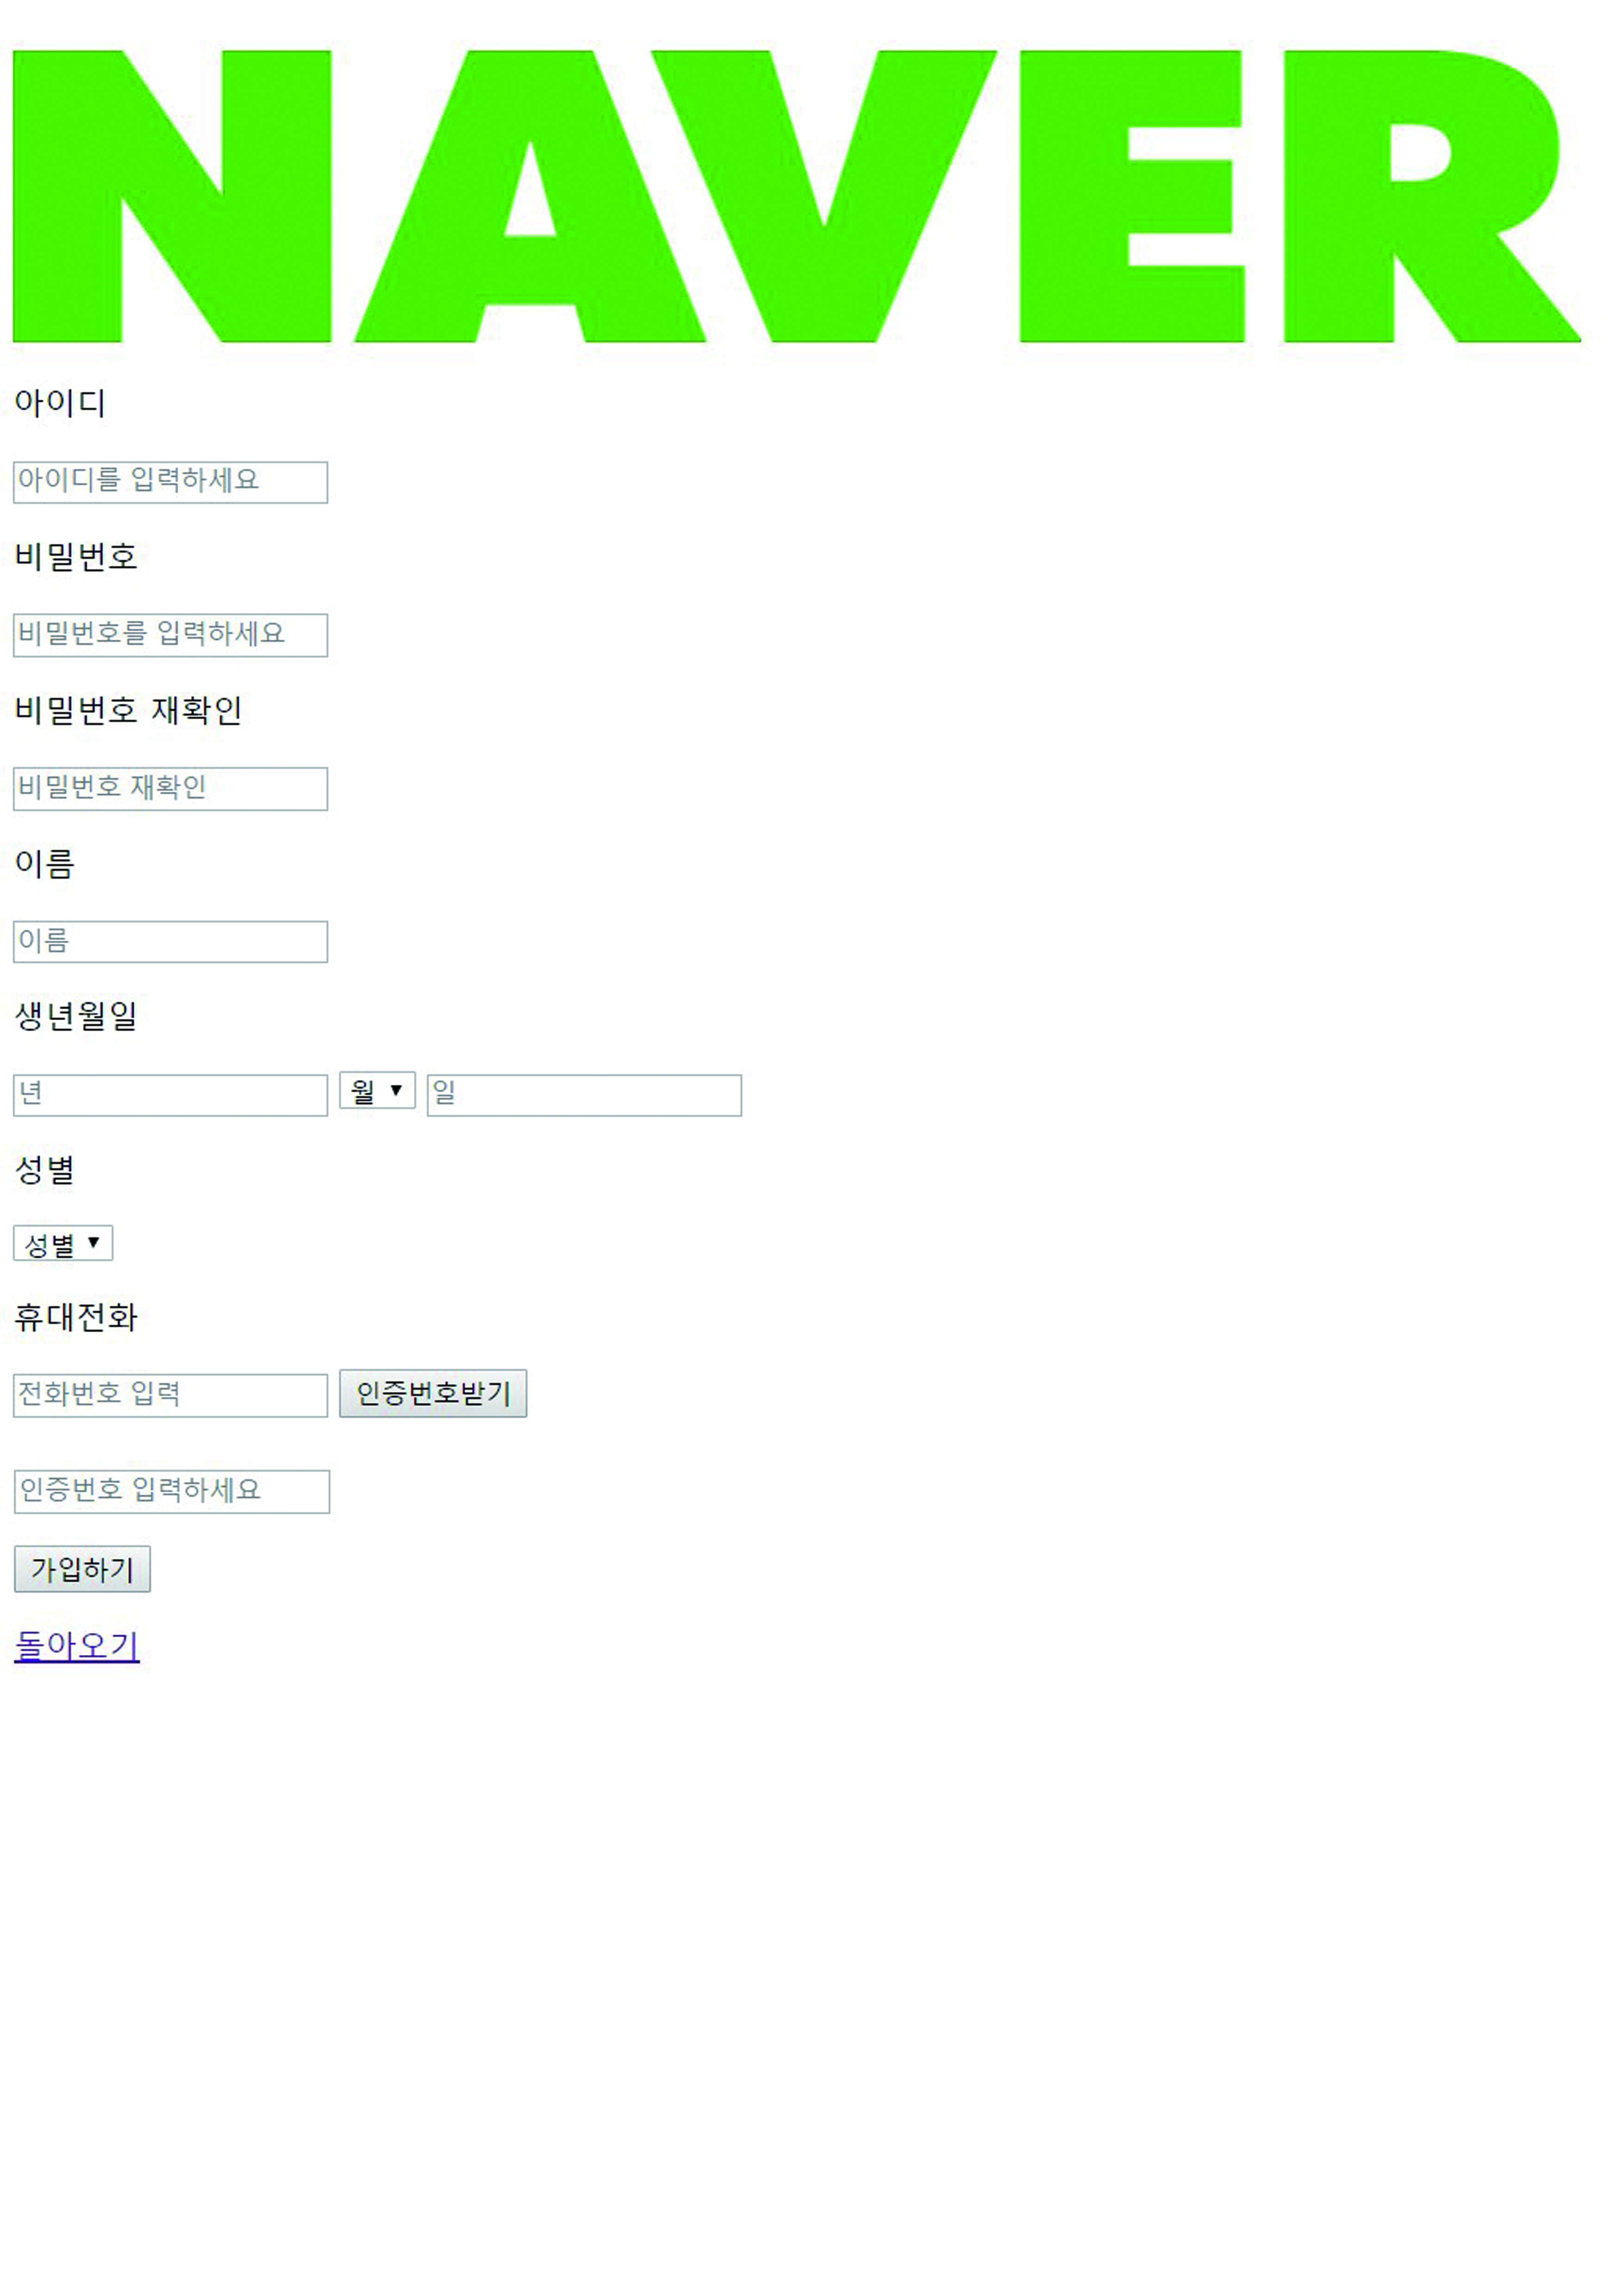 NAVER
아이디
아이디를 입력하세요
비밀번호
비밀번호를 입력하세요
비밀번호 재확인
비밀번호 재확인
이름
이름
생년월일
년 월 일
성별
성별
휴대전화
전화번호 입력 인증번호받기
인증번호 입력하세요
가입하기
돌아오기